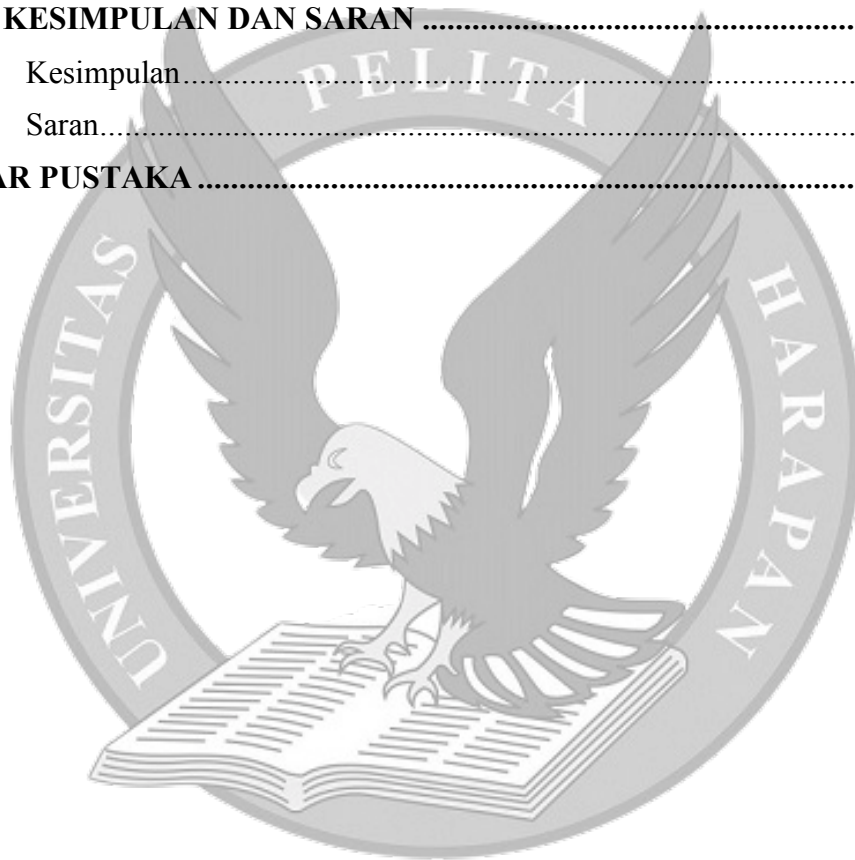 KESIMPULAN DAN SARAN ........................................................
Kesimpulan....................................................................................
Saran..............................................................................................
AR PUSTAKA ...................................................................................
UNIVERSITAS PELITA HARAPAN